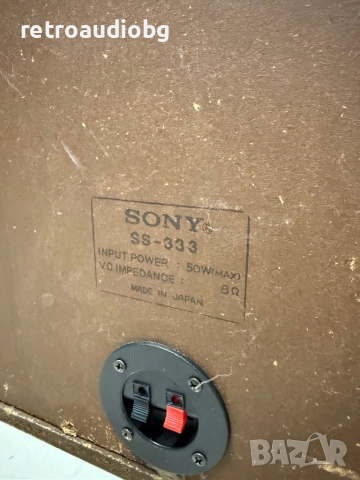 retroaudiobg
SONY
SS-333
INPUT POWER : 50W(MAX)
V.C. IMPEDANCE : 8Ω
MADE IN JAPAN
BAZAR